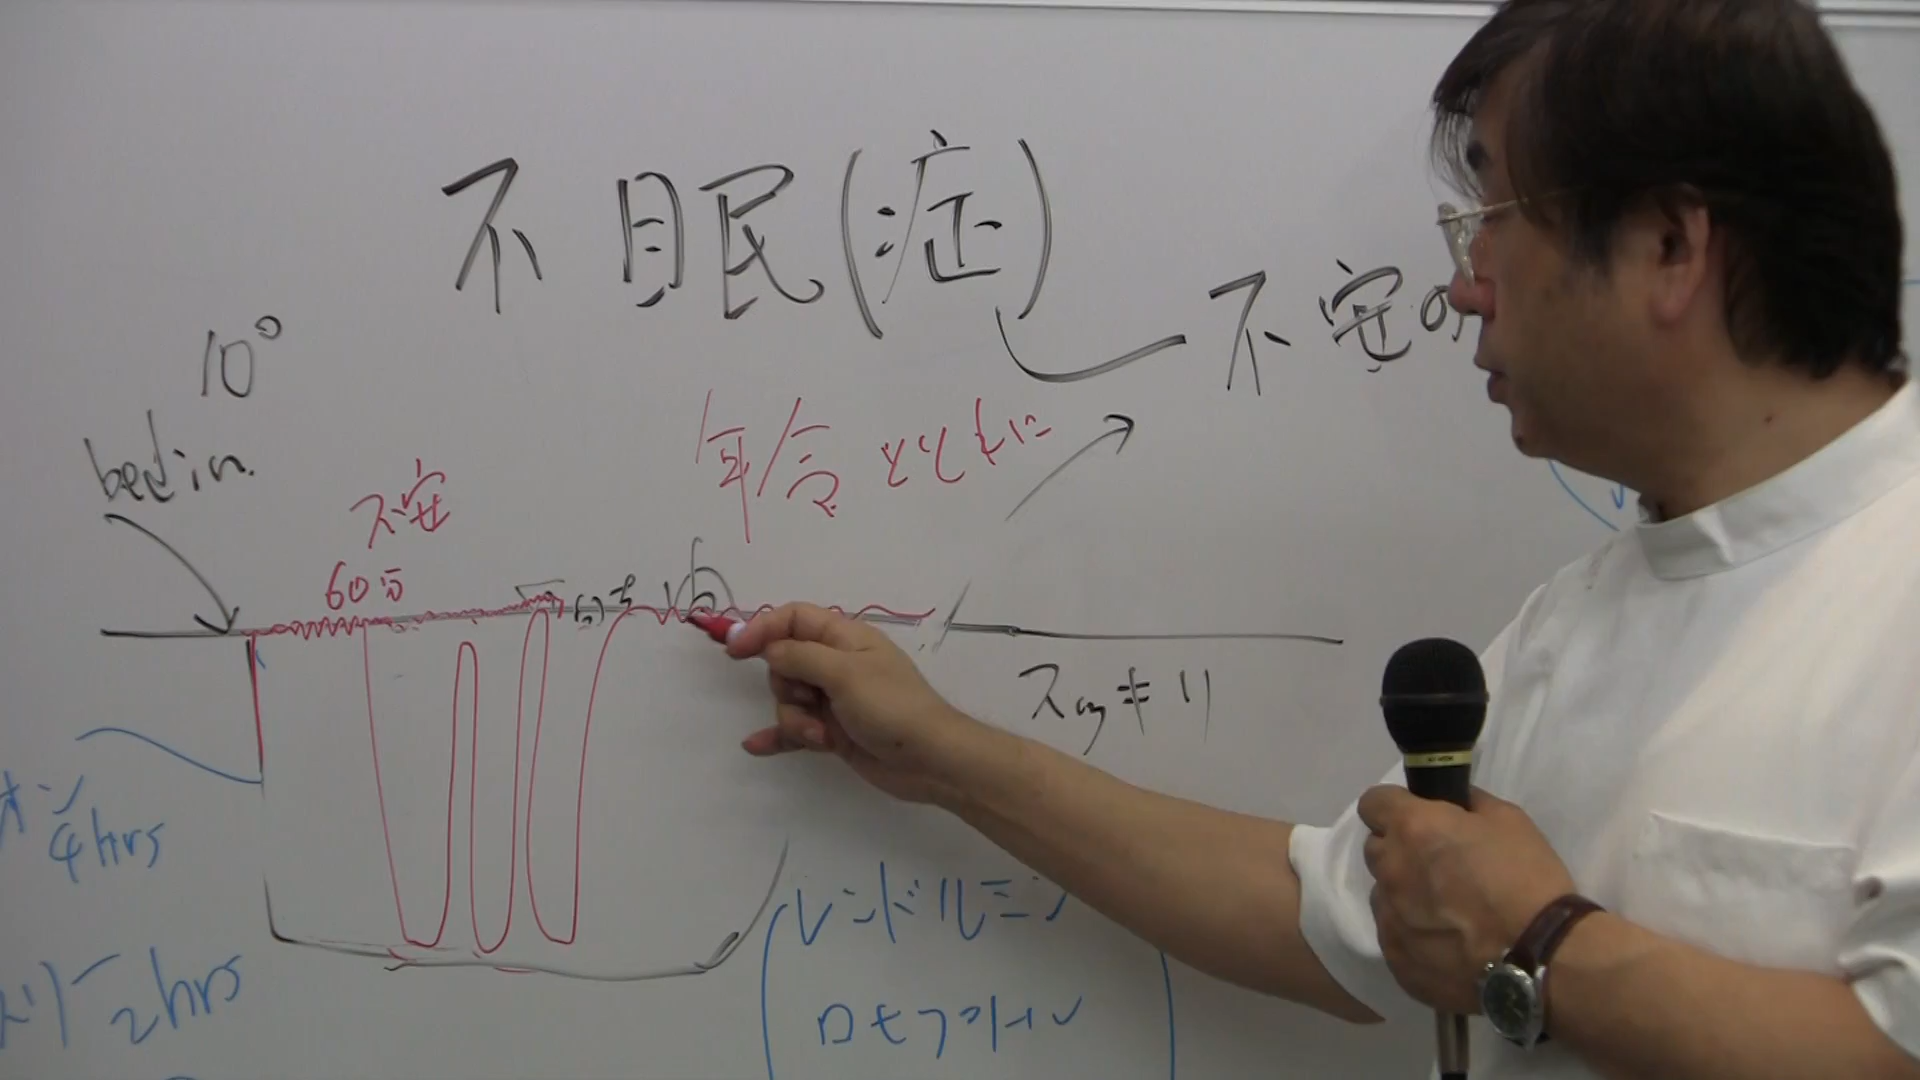 不眠(症)
不安の
10°
bed in.
年令とともに
不安
60分
スッキリ
4hrs
2hrs
レンドルミン
ロヒプノール